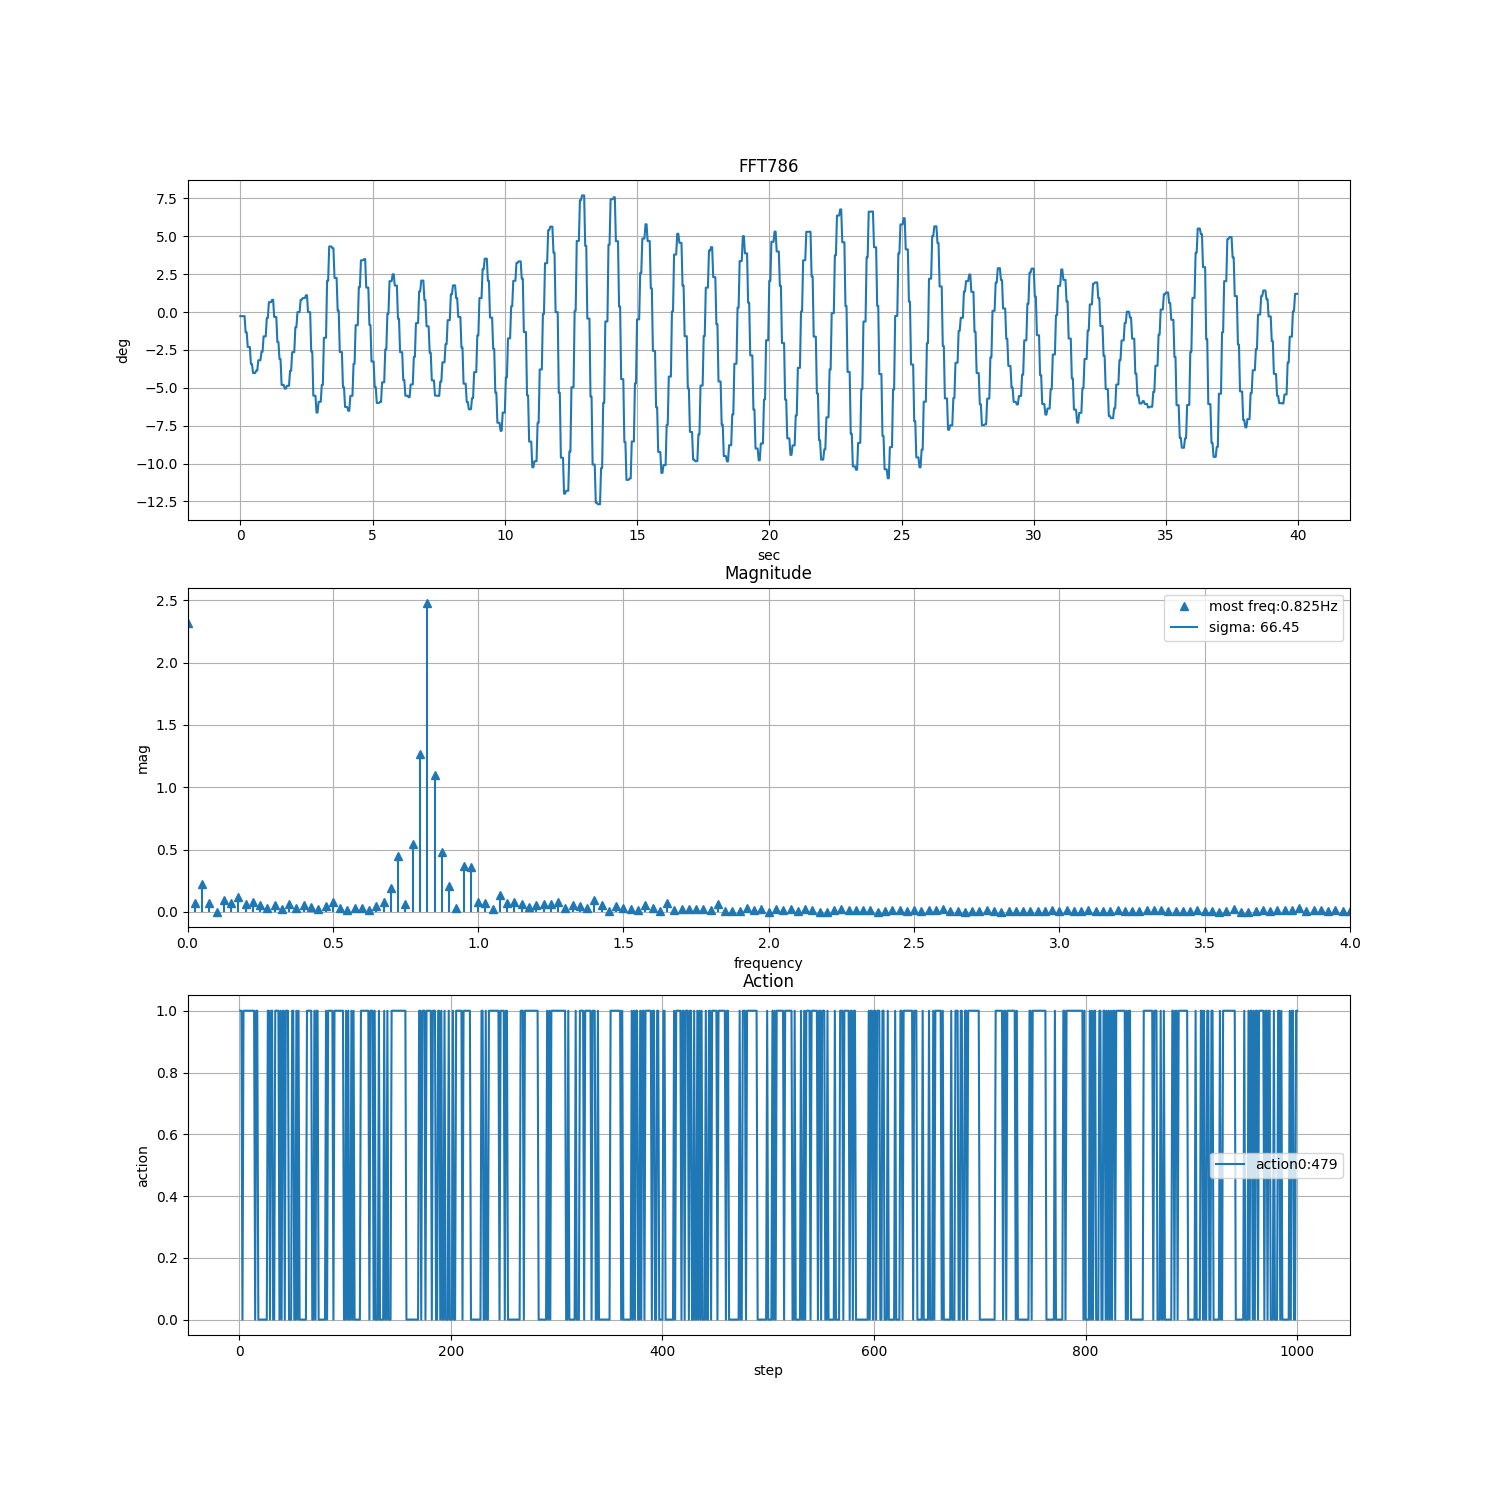 FFT786
7.5
5.0
2.5
0.0
−2.5
−5.0
−7.5
−10.0
−12.5
deg
0 5 10 15 20 25 30 35 40
sec
Magnitude
2.5
2.0
1.5
1.0
0.5
0.0
mag
most freq:0.825Hz
sigma: 66.45
0.0 0.5 1.0 1.5 2.0 2.5 3.0 3.5 4.0
frequency
Action
1.0
0.8
0.6
0.4
0.2
0.0
action
action0:479
0 200 400 600 800 1000
step